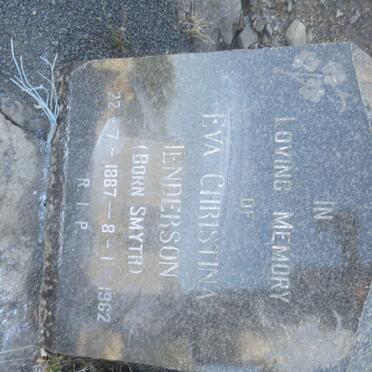 IN
LOVING MEMORY
OF
EVA CHRISTINA
HENDERSON
(BORN SMYTH)
22-7-1887-8-1-1962
R.I.P